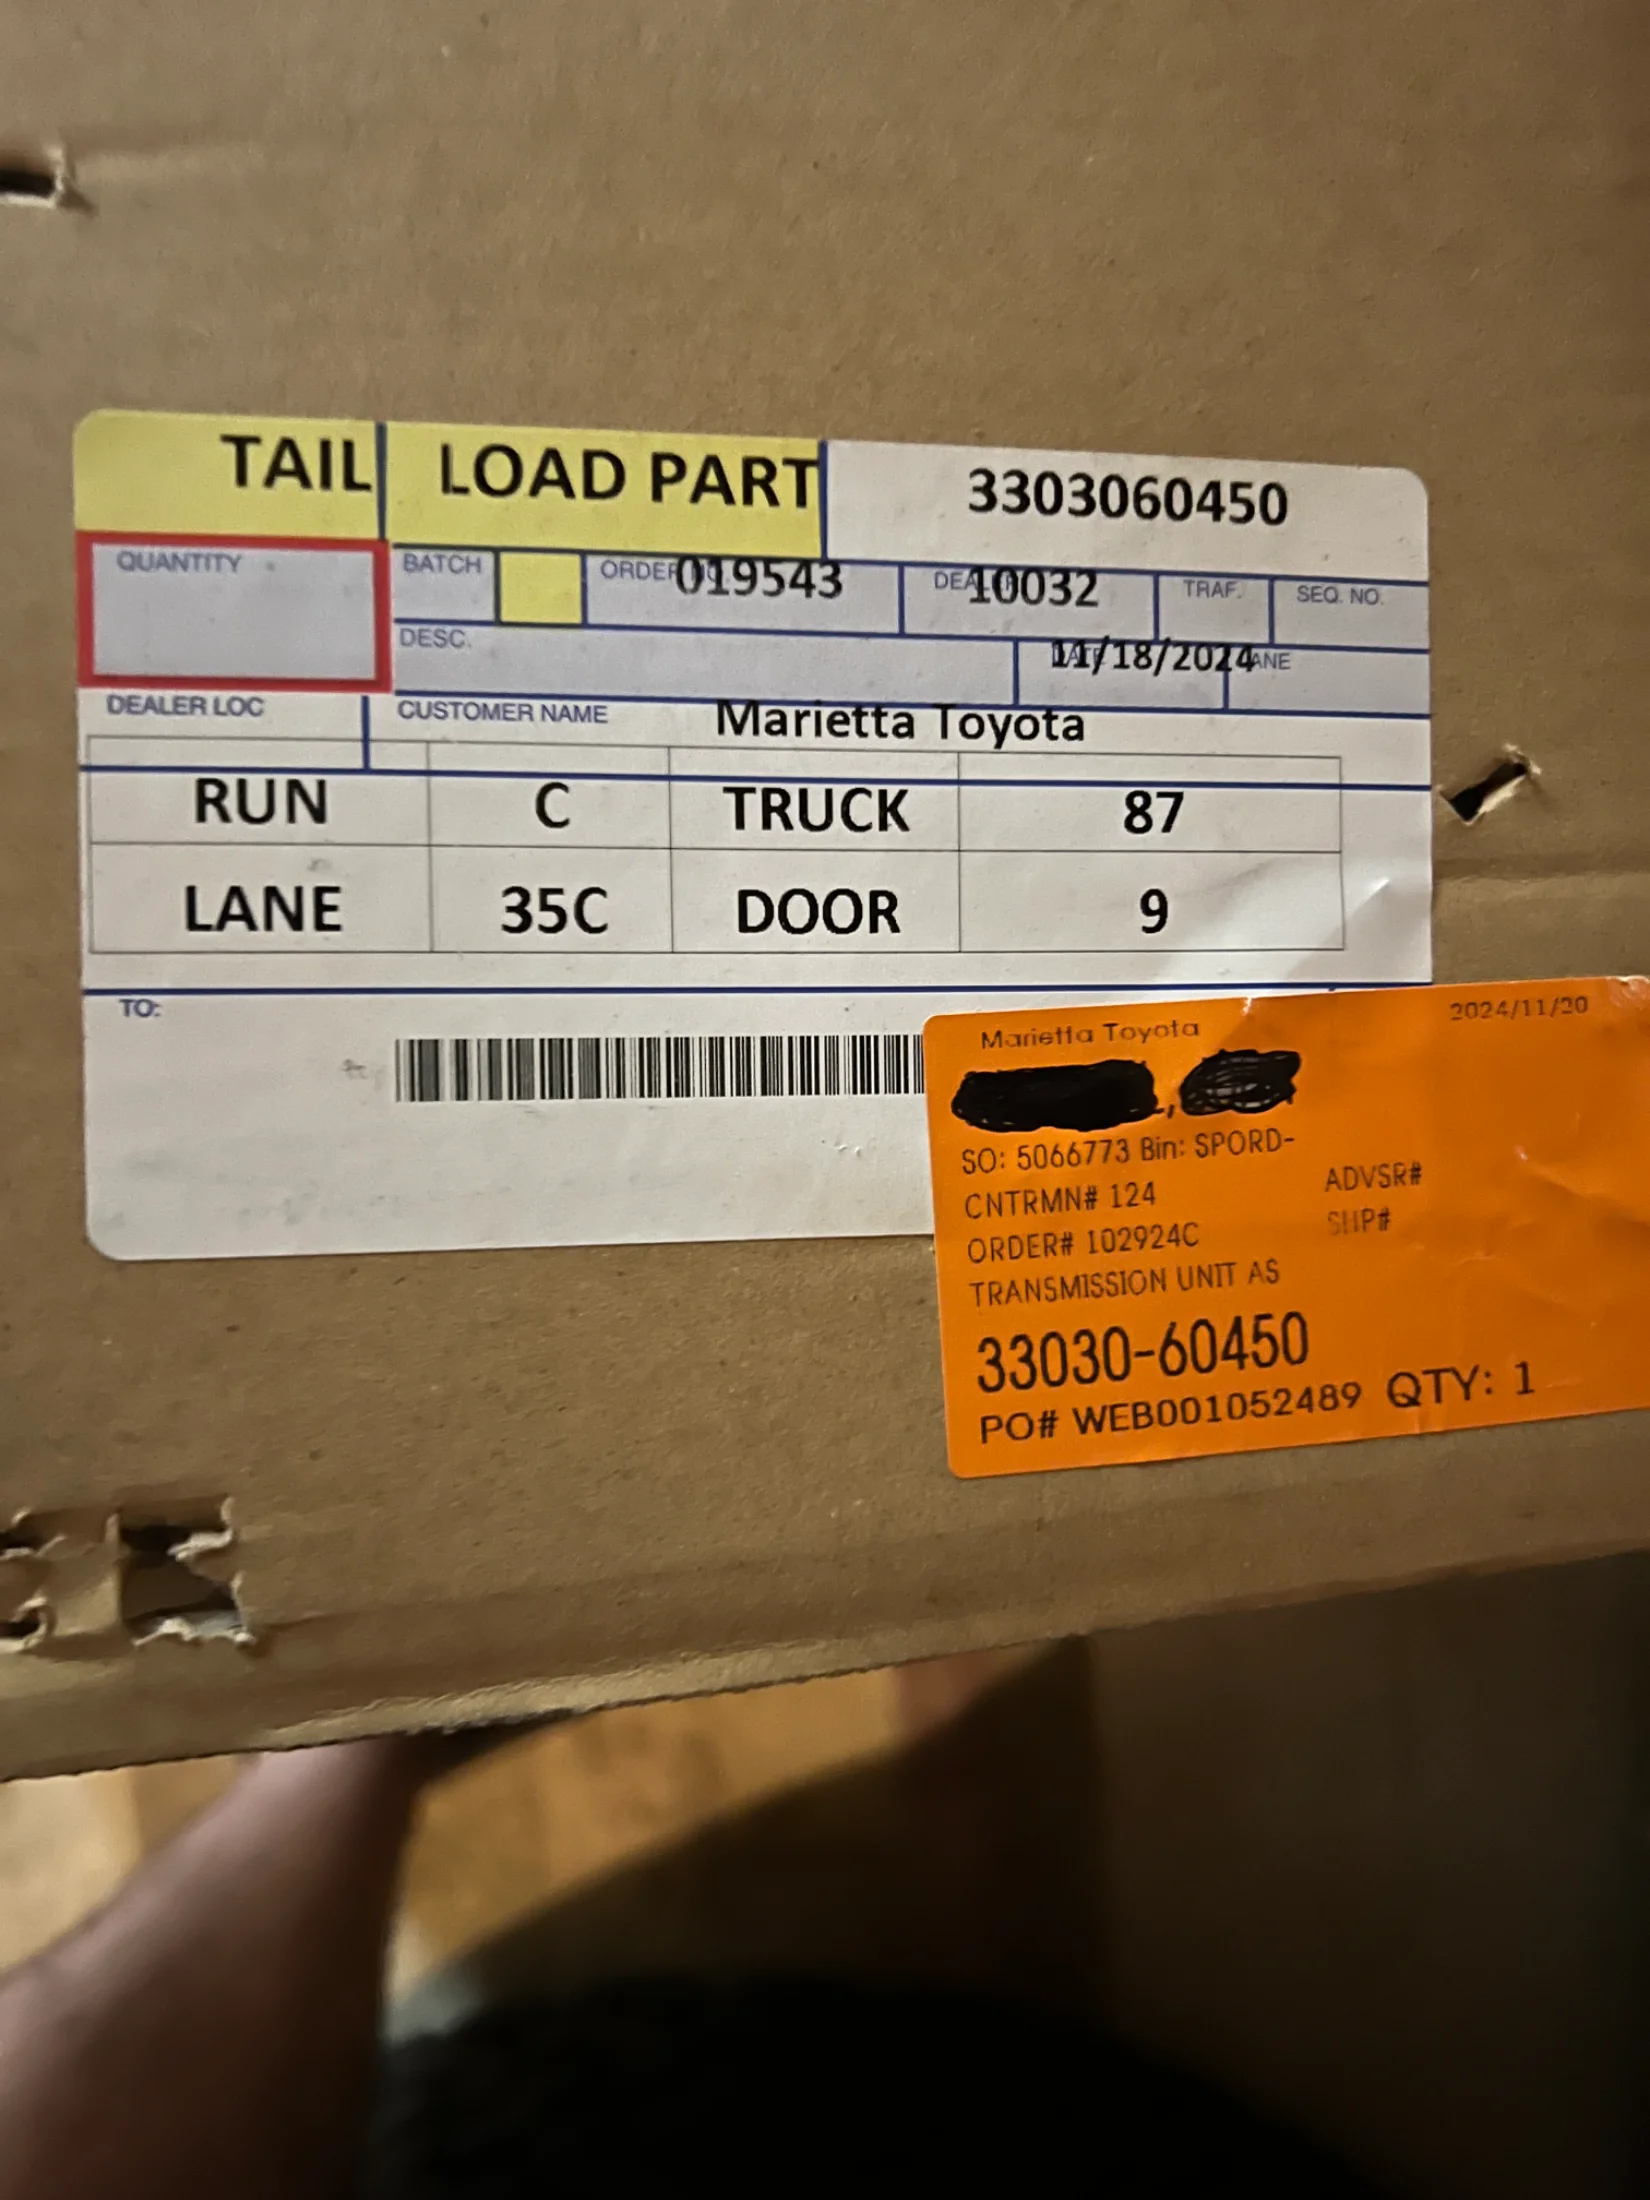 TAIL LOAD PART 3303060450
QUANTITY BATCH ORDER 019543 DEA 10032 TRAF. SEQ. NO.
DESC. 11/18/2024 ANE
DEALER LOC CUSTOMER NAME Marietta Toyota
RUN C TRUCK 87
LANE 35C DOOR 9
TO:
Marietta Toyota 2024/11/20
SO: 5066773 Bin: SPORD-
CNTRMN# 124 ADVSR#
ORDER# 102924C SHP#
TRANSMISSION UNIT AS
33030-60450
PO# WEB001052489 QTY: 1